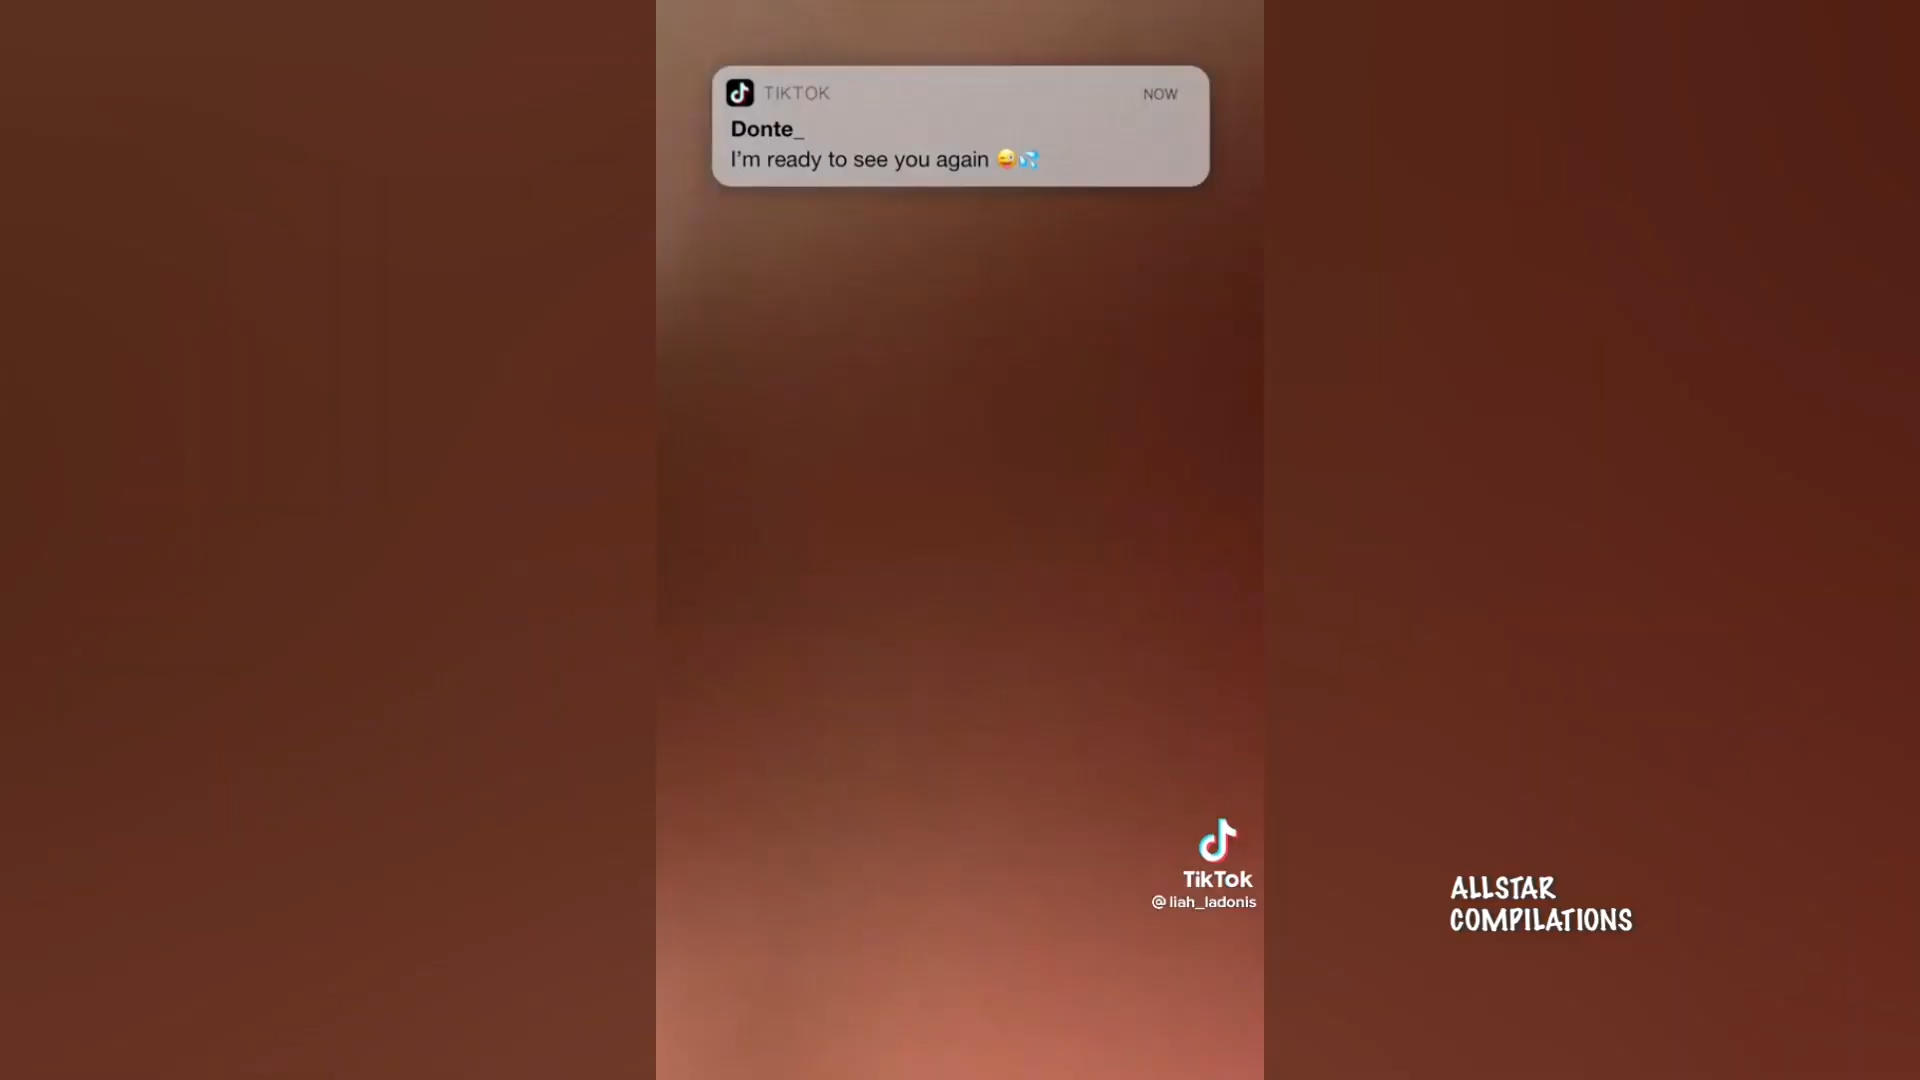 TIKTOK NOW
Donte_
I'm ready to see you again 😜💦
TikTok
@liah_ladonis
ALLSTAR
COMPILATIONS